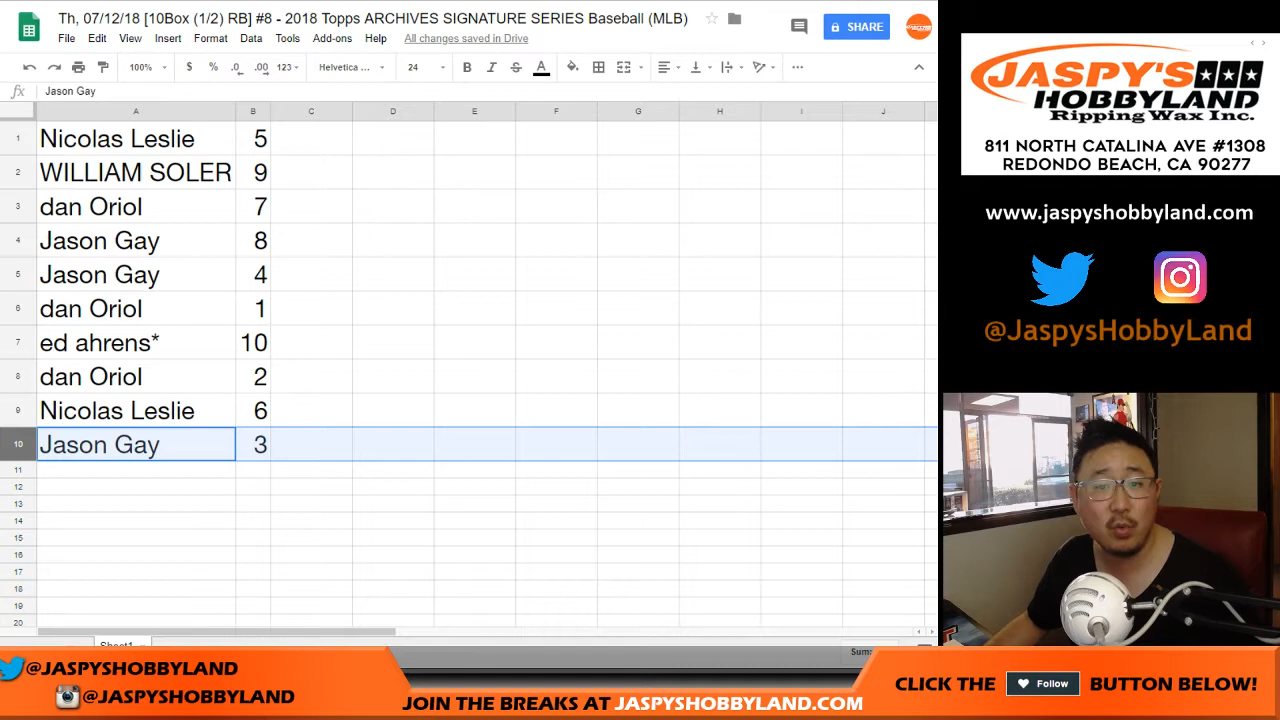 Th, 07/12/18 [10Box (1/2) RB] #8 - 2018 Topps ARCHIVES SIGNATURE SERIES Baseball (MLB)
File Edit View Insert Format Data Tools Add-ons Help All changes saved in Drive
SHARE
100% $ % .0 .00 123 Helvetica ... 24 B I S A
fx Jason Gay
A B C D E F G H I J
1 Nicolas Leslie 5
2 WILLIAM SOLER 9
3 dan Oriol 7
4 Jason Gay 8
5 Jason Gay 4
6 dan Oriol 1
7 ed ahrens* 10
8 dan Oriol 2
9 Nicolas Leslie 6
10 Jason Gay 3
11
12
13
14
15
16
17
18
19
20
Sheet1
Sum:
JASPY'S
HOBBYLAND
Ripping Wax Inc.
811 NORTH CATALINA AVE #1308
REDONDO BEACH, CA 90277
www.jaspyshobbyland.com
@JaspysHobbyLand
@JASPYSHOBBYLAND
@JASPYSHOBBYLAND
JOIN THE BREAKS AT JASPYSHOBBYLAND.COM
CLICK THE Follow BUTTON BELOW!